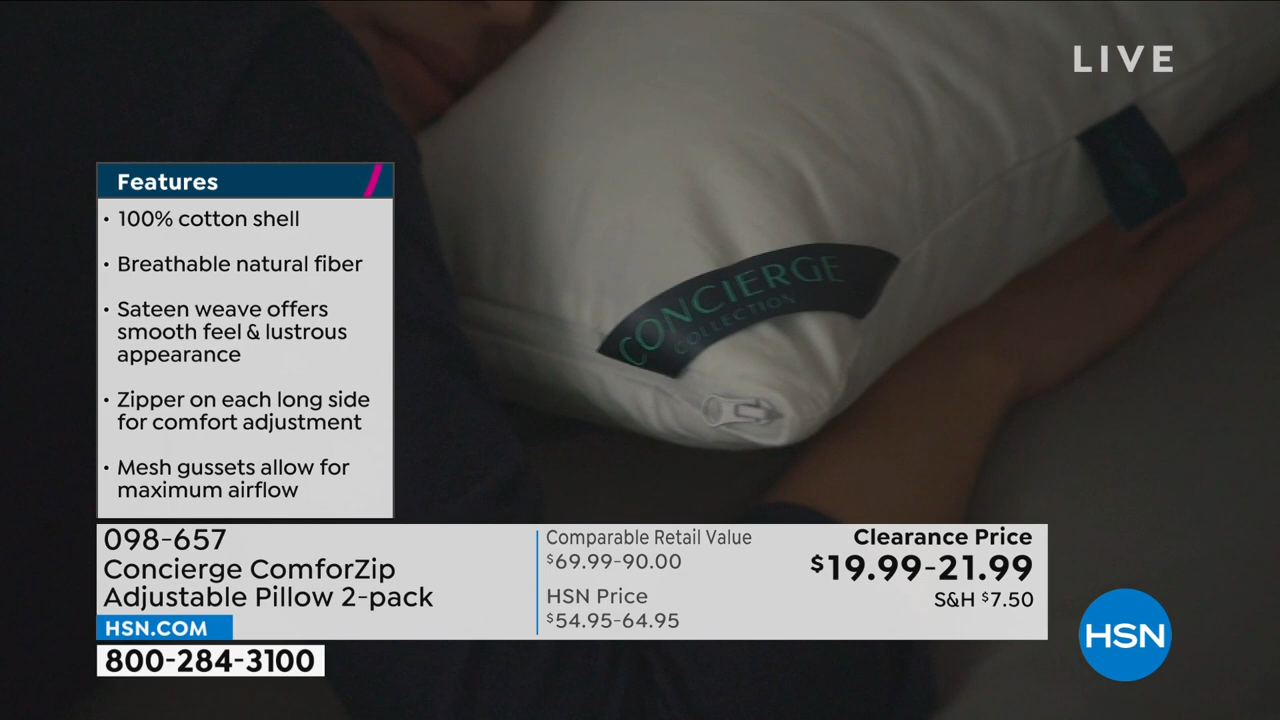 LIVE
Features
• 100% cotton shell
• Breathable natural fiber
• Sateen weave offers
smooth feel & lustrous
appearance
• Zipper on each long side
for comfort adjustment
• Mesh gussets allow for
maximum airflow
CONCIERGE
COLLECTION
098-657
Concierge ComforZip
Adjustable Pillow 2-pack
HSN.COM
800-284-3100
Comparable Retail Value
$69.99-90.00
HSN Price
$54.95-64.95
Clearance Price
$19.99-21.99
S&H $7.50
HSN